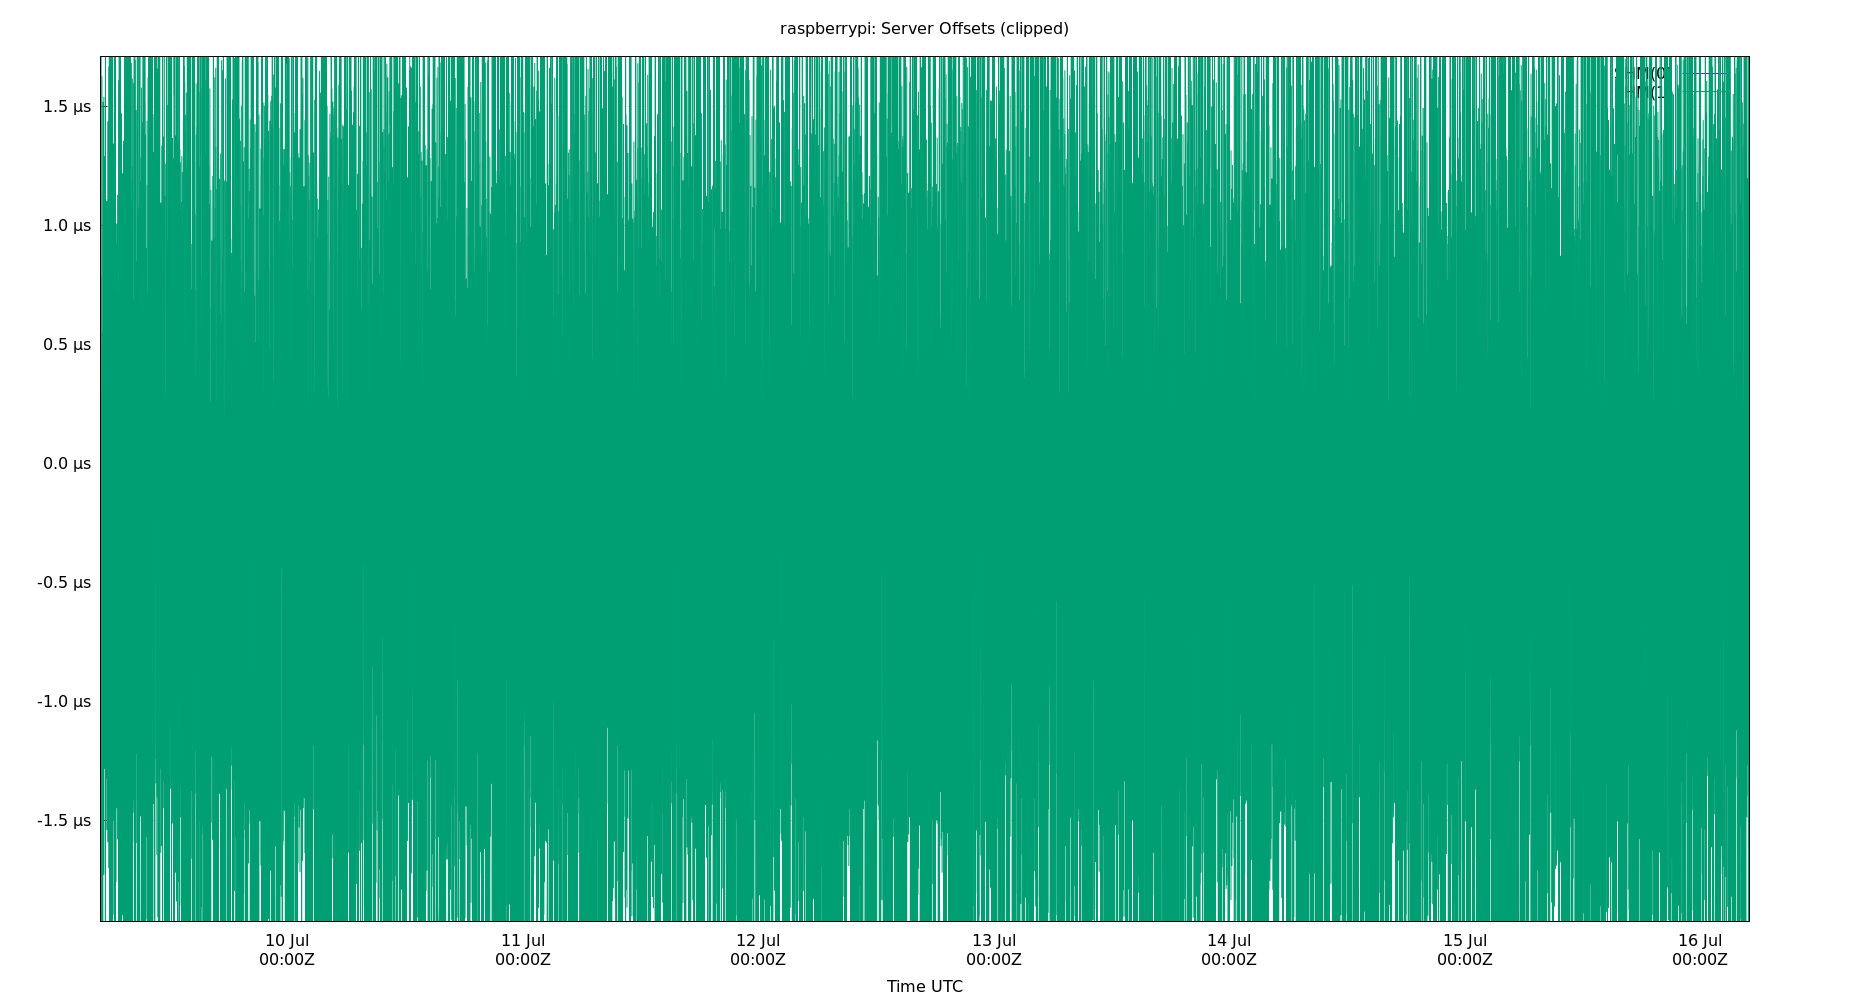 raspberrypi: Server Offsets (clipped)
1.5 µs
1.0 µs
0.5 µs
0.0 µs
-0.5 µs
-1.0 µs
-1.5 µs
10 Jul 11 Jul 12 Jul 13 Jul 14 Jul 15 Jul 16 Jul
00:00Z 00:00Z 00:00Z 00:00Z 00:00Z 00:00Z 00:00Z
Time UTC